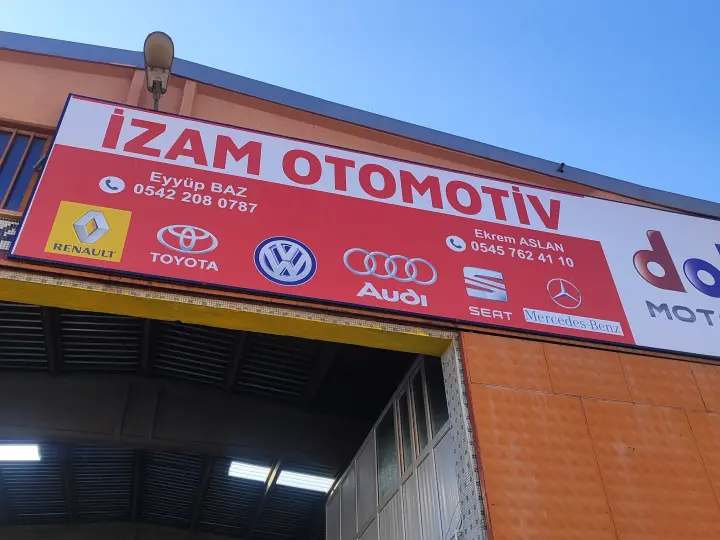 İZAM OTOMOTİV
Eyyüp BAZ
0542 208 0787
Ekrem ASLAN
0545 762 41 10
RENAULT
TOYOTA
Audi
SEAT
Mercedes-Benz